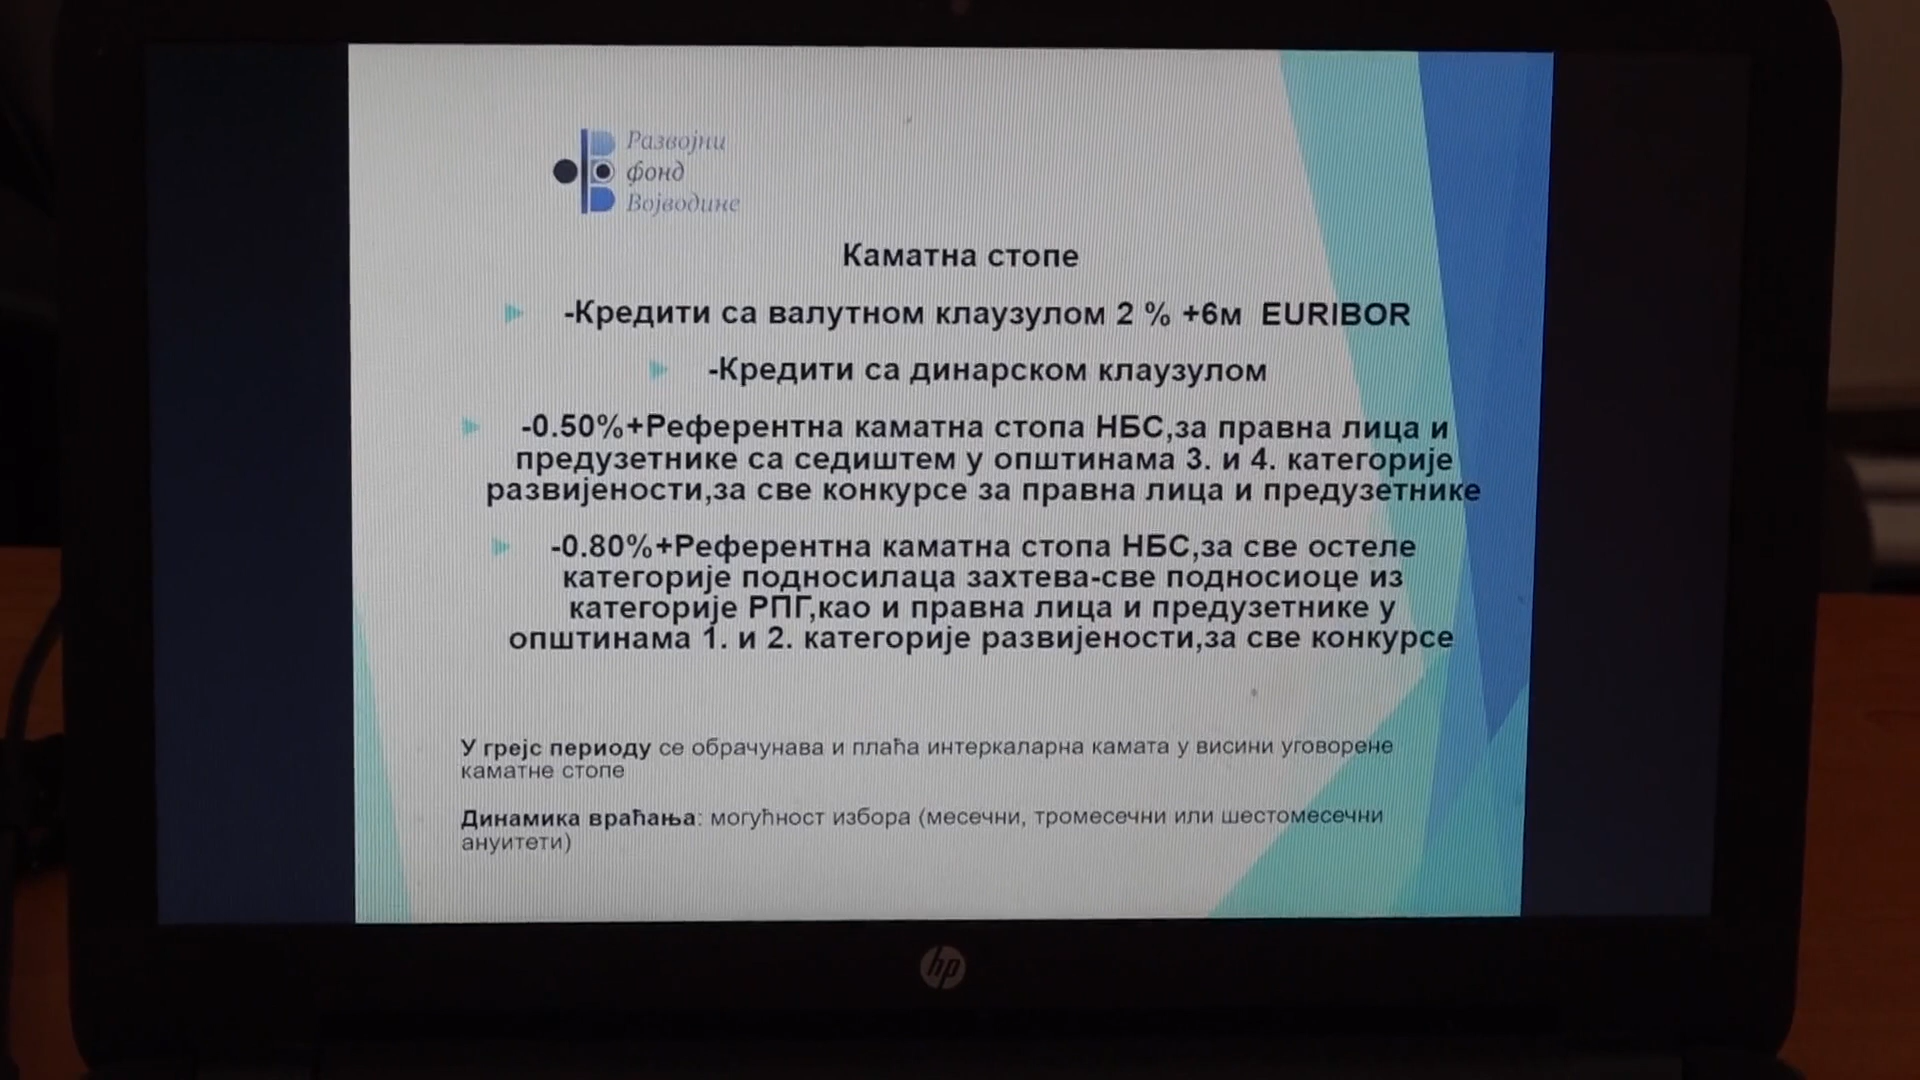 Развојни
фонд
Војводине
Каматна стопе
-Кредити са валутном клаузулом 2 % +6м EURIBOR
-Кредити са динарском клаузулом
-0.50%+Референтна каматна стопа НБС,за правна лица и
предузетнике са седиштем у општинама 3. и 4. категорије
развијености,за све конкурсе за правна лица и предузетнике
-0.80%+Референтна каматна стопа НБС,за све остеле
категорије подносилаца захтева-све подносиоце из
категорије РПГ,као и правна лица и предузетнике у
општинама 1. и 2. категорије развијености,за све конкурсе
У грејс периоду се обрачунава и плаћа интеркаларна камата у висини уговорене
каматне стопе
Динамика враћања: могућност избора (месечни, тромесечни или шестомесечни
ануитети)
hp